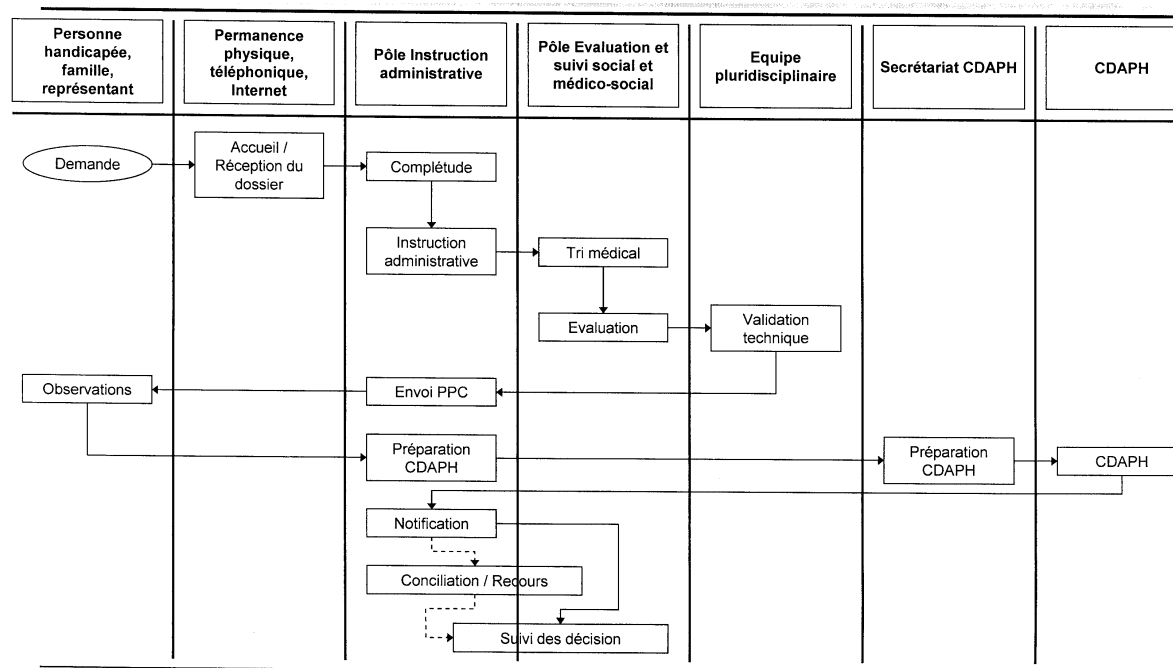 Personne
handicapée,
famille,
représentant
Permanence
physique,
téléphonique,
Internet
Pôle Instruction
administrative
Pôle Evaluation et
suivi social et
médico-social
Equipe
pluridisciplinaire
Secrétariat CDAPH
CDAPH
Demande
Accueil /
Réception du
dossier
Complétude
Instruction
administrative
Tri médical
Evaluation
Validation
technique
Observations
Envoi PPC
Préparation
CDAPH
Préparation
CDAPH
CDAPH
Notification
Conciliation / Recours
Suivi des décision